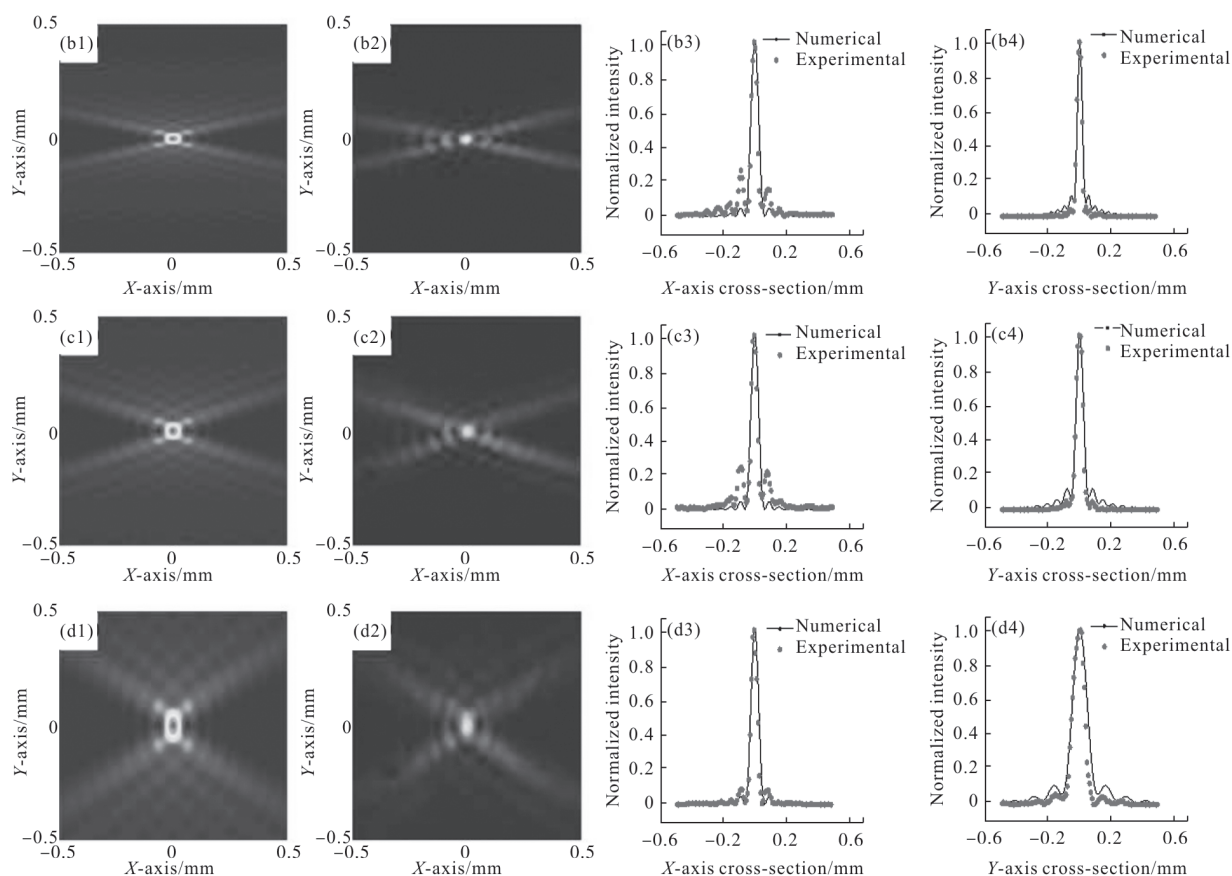 0.5
(b1)
Y-axis/mm
0
−0.5
−0.5
0
0.5
X-axis/mm
0.5
(b2)
Y-axis/mm
0
−0.5
−0.5
0
0.5
X-axis/mm
(b3)
Numerical
Experimental
Normalized intensity
1.0
0.8
0.6
0.4
0.2
0
−0.6
−0.2
0.2
0.6
X-axis cross-section/mm
(b4)
Numerical
Experimental
Normalized intensity
1.0
0.8
0.6
0.4
0.2
0
−0.6
−0.2
0.2
0.6
Y-axis cross-section/mm
0.5
(c1)
Y-axis/mm
0
−0.5
−0.5
0
0.5
X-axis/mm
0.5
(c2)
Y-axis/mm
0
−0.5
−0.5
0
0.5
X-axis/mm
(c3)
Numerical
Experimental
Normalized intensity
1.0
0.8
0.6
0.4
0.2
0
−0.6
−0.2
0.2
0.6
X-axis cross-section/mm
(c4)
Numerical
Experimental
Normalized intensity
1.0
0.8
0.6
0.4
0.2
0
−0.6
−0.2
0.2
0.6
Y-axis cross-section/mm
0.5
(d1)
Y-axis/mm
0
−0.5
−0.5
0
0.5
X-axis/mm
0.5
(d2)
Y-axis/mm
0
−0.5
−0.5
0
0.5
X-axis/mm
(d3)
Numerical
Experimental
Normalized intensity
1.0
0.8
0.6
0.4
0.2
0
−0.6
−0.2
0.2
0.6
X-axis cross-section/mm
(d4)
Numerical
Experimental
Normalized intensity
1.0
0.8
0.6
0.4
0.2
0
−0.6
−0.2
0.2
0.6
Y-axis cross-section/mm